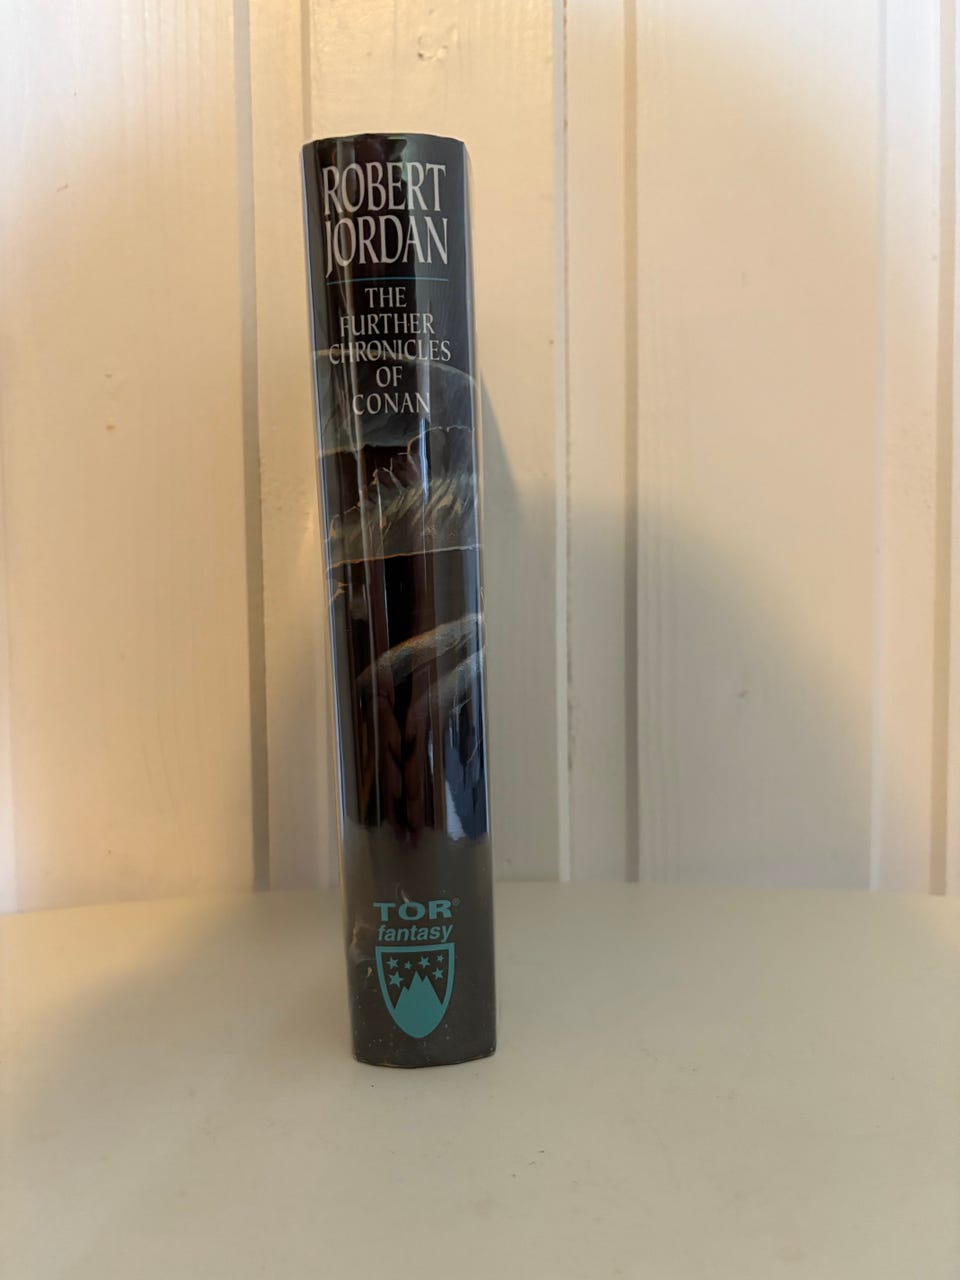 ROBERT
JORDAN
THE
FURTHER
CHRONICLES
OF
CONAN
TOR®
fantasy